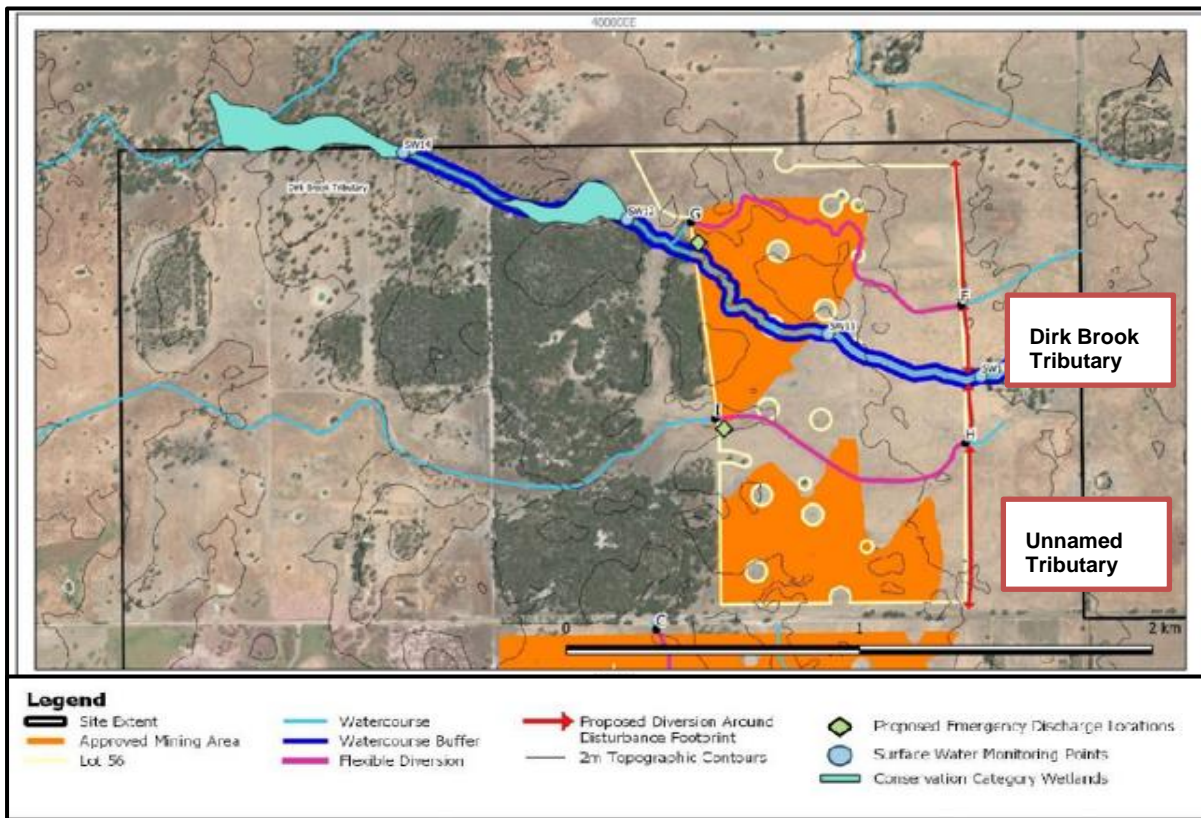 400000E
SW14
Dirk Brook Tributary
SW12
G
F
SW13
Dirk Brook
Tributary
H
Unnamed
Tributary
C
0
1
2 km
Legend
Site Extent
Approved Mining Area
Lot 56
Watercourse
Watercourse Buffer
Flexible Diversion
Proposed Diversion Around
Disturbance Footprint
2m Topographic Contours
Proposed Emergency Discharge Locations
Surface Water Monitoring Points
Conservation Category Wetlands